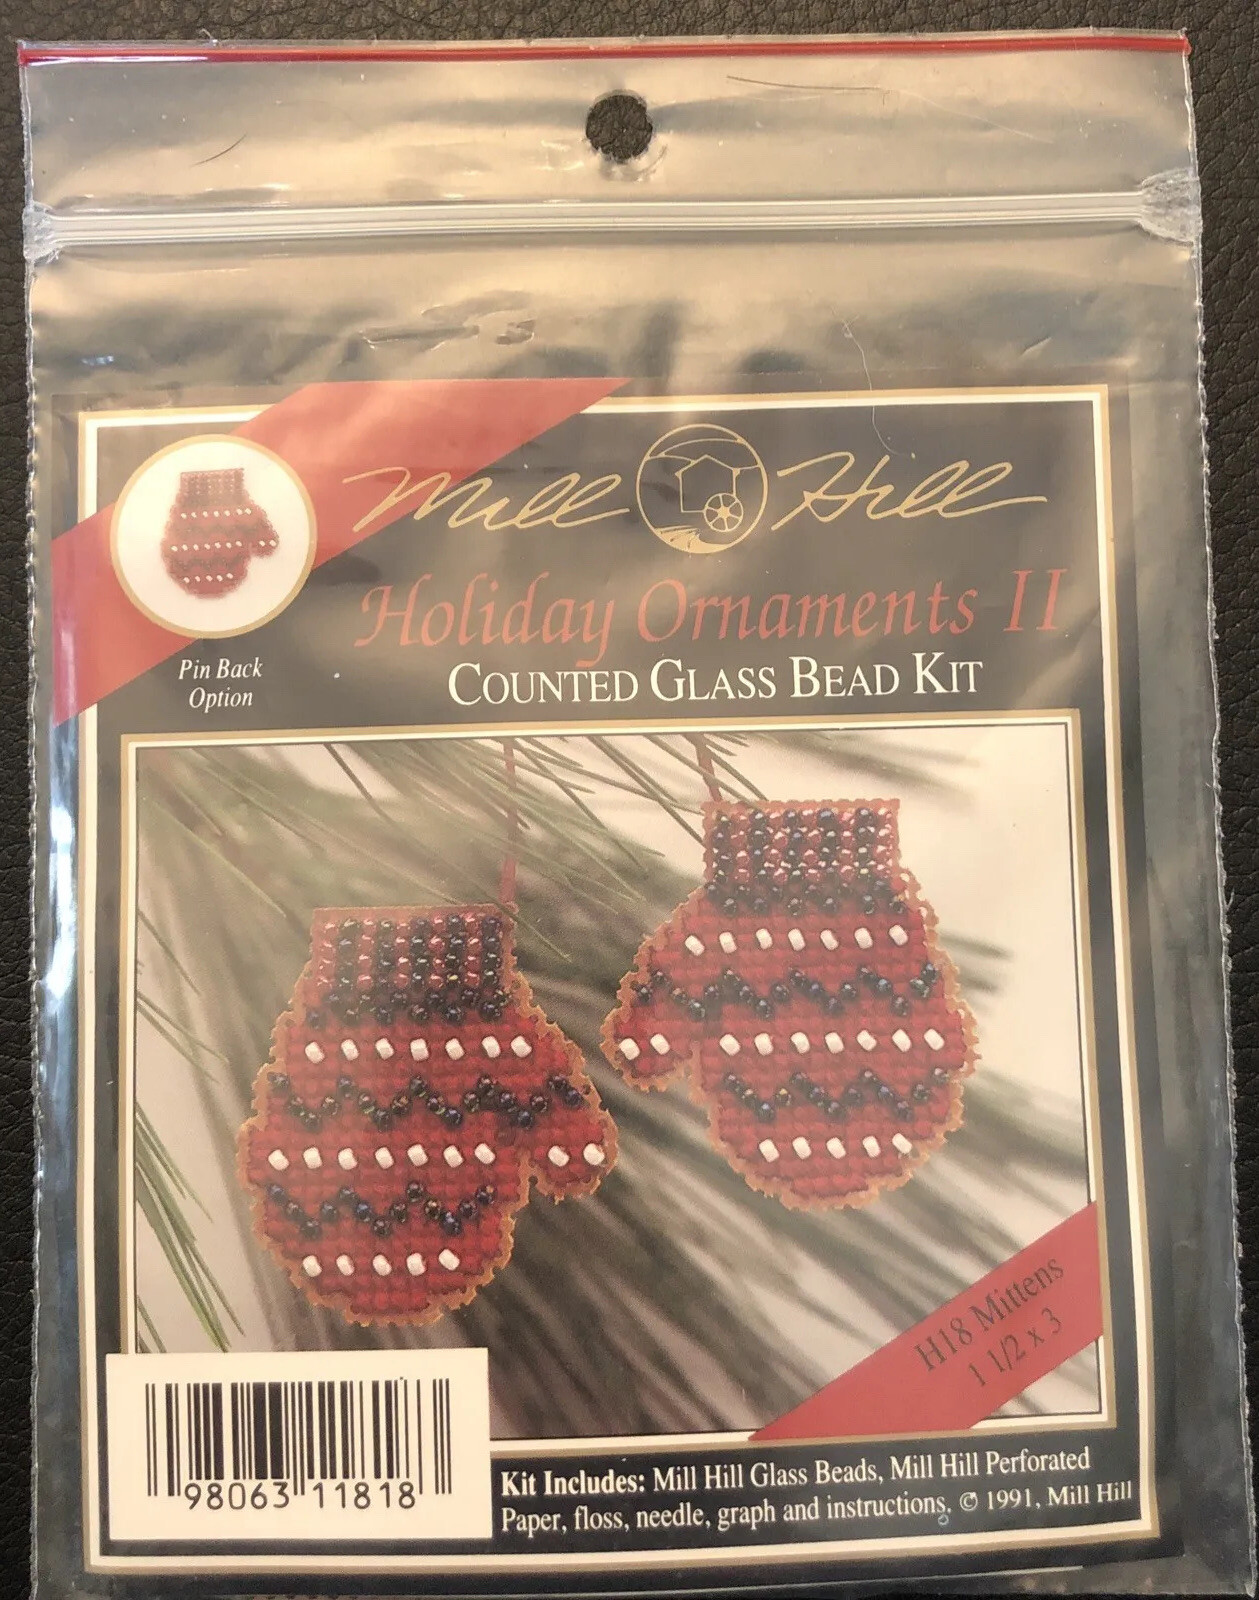 Mill Hill
Holiday Ornaments II
COUNTED GLASS BEAD KIT
Pin Back
Option
H18 Mittens
1 1/2 x 3
98063 11818
Kit Includes: Mill Hill Glass Beads, Mill Hill Perforated
Paper, floss, needle, graph and instructions. © 1991, Mill Hill